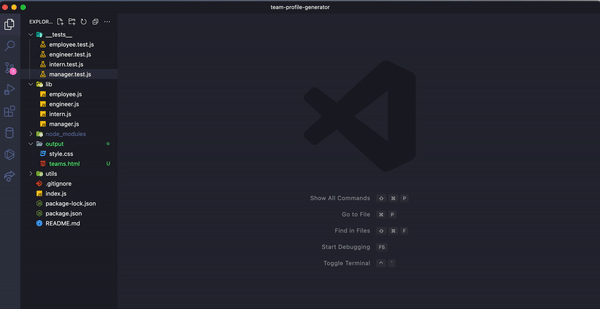 team-profile-generator
EXPLOR...
__tests__
employee.test.js
engineer.test.js
intern.test.js
manager.test.js
lib
employee.js
engineer.js
intern.js
manager.js
node_modules
output
style.css
teams.html U
utils
.gitignore
index.js
package-lock.json
package.json
README.md
Show All Commands ⇧ ⌘ P
Go to File ⌘ P
Find in Files ⇧ ⌘ F
Start Debugging F5
Toggle Terminal ⌃ `